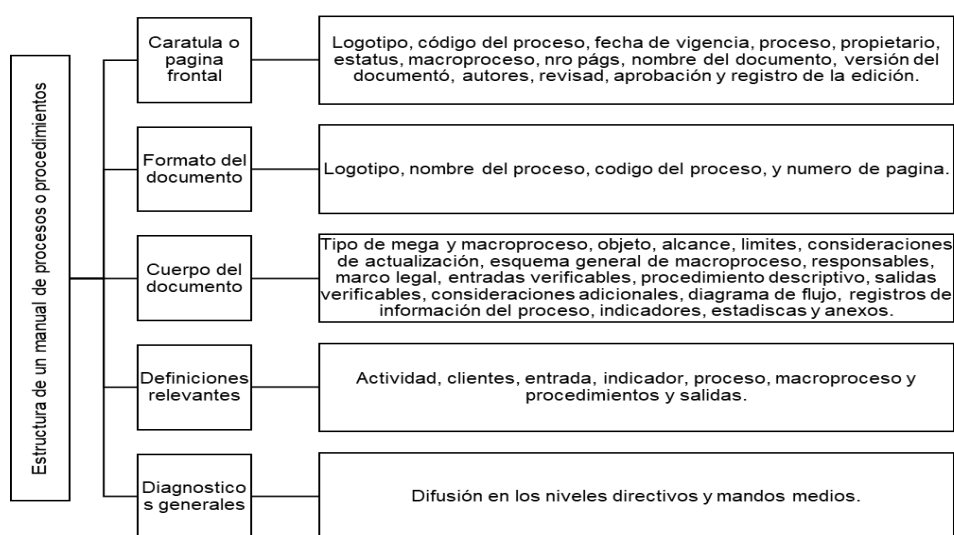 Estructura de un manual de procesos o procedimientos
Caratula o
pagina
frontal
Logotipo, código del proceso, fecha de vigencia, proceso, propietario,
estatus, macroproceso, nro págs, nombre del documento, versión del
documentó, autores, revisad, aprobación y registro de la edición.
Formato del
documento
Logotipo, nombre del proceso, codigo del proceso, y numero de pagina.
Cuerpo del
documento
Tipo de mega y macroproceso, objeto, alcance, limites, consideraciones
de actualización, esquema general de macroproceso, responsables,
marco legal, entradas verificables, procedimiento descriptivo, salidas
verificables, consideraciones adicionales, diagrama de flujo, registros de
información del proceso, indicadores, estadiscas y anexos.
Definiciones
relevantes
Actividad, clientes, entrada, indicador, proceso, macroproceso y
procedimientos y salidas.
Diagnostico
s generales
Difusión en los niveles directivos y mandos medios.